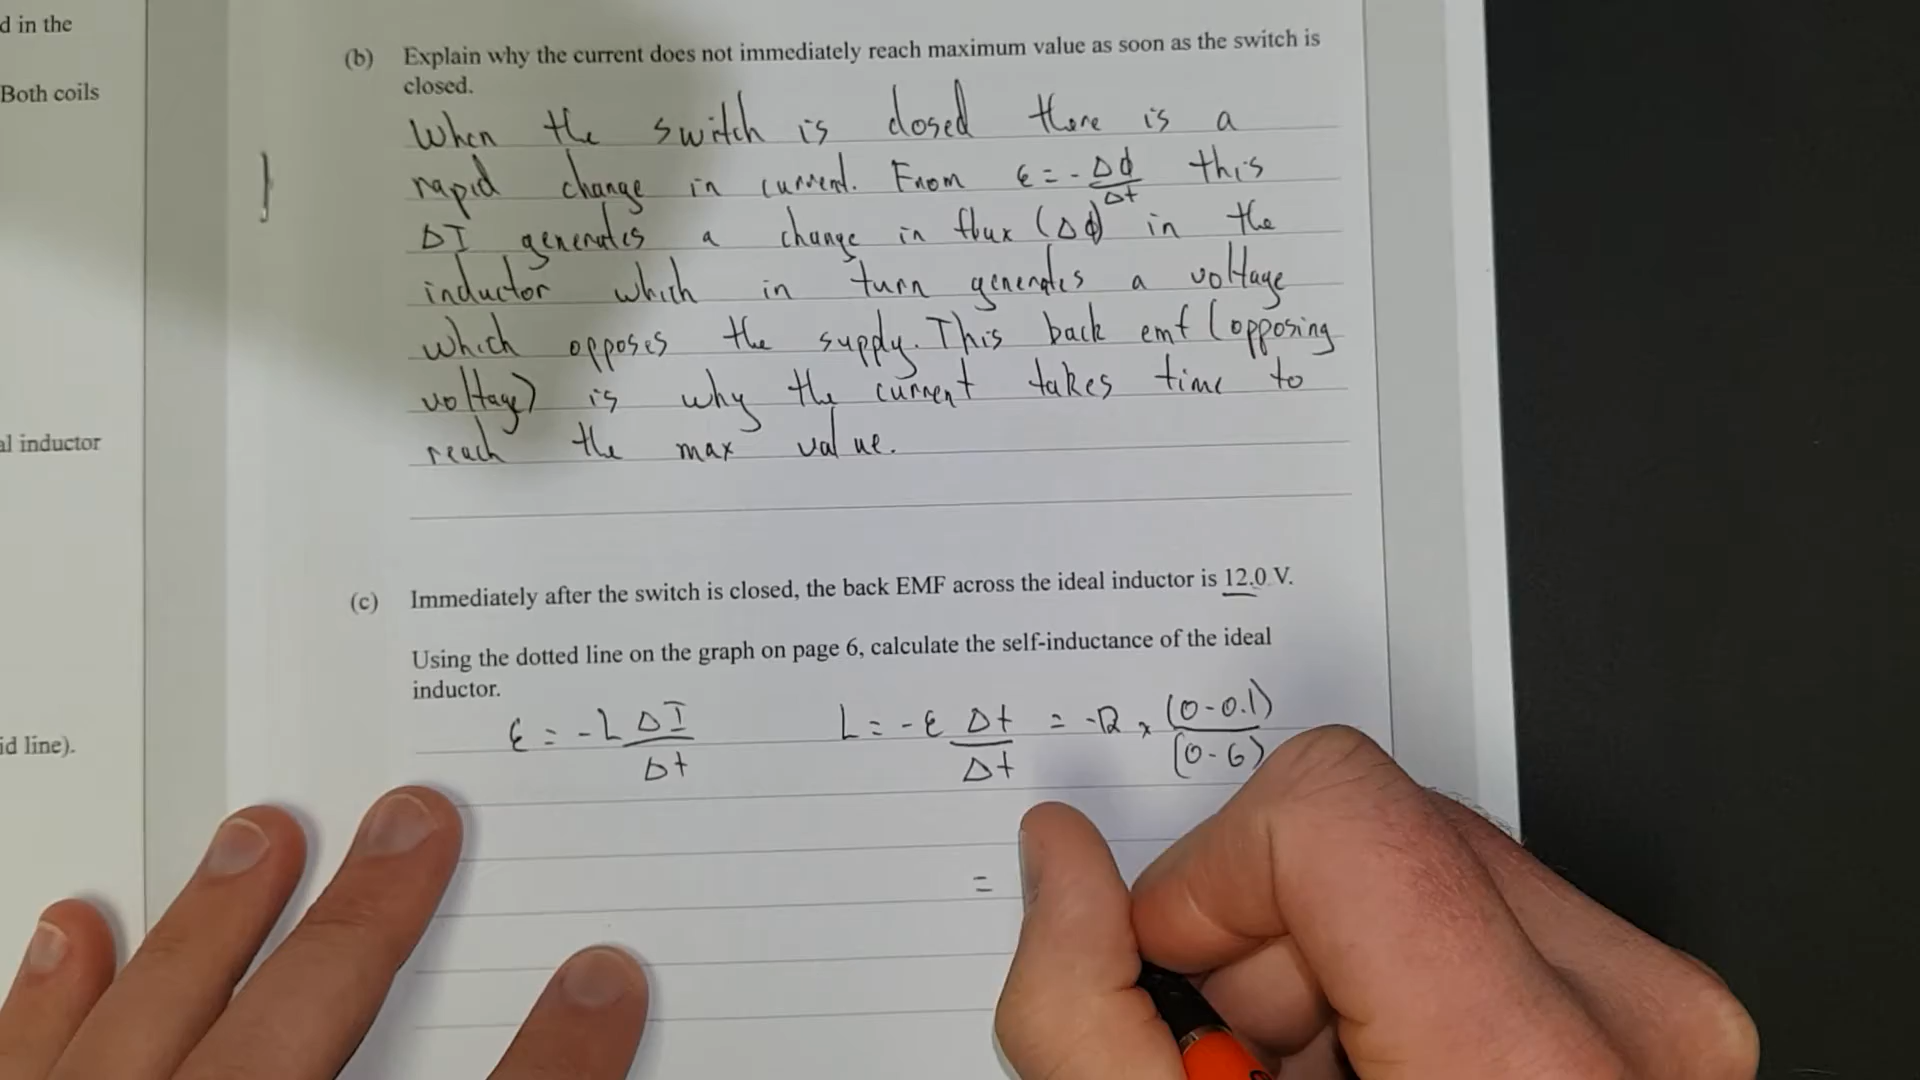 d in the
Both coils
al inductor
id line).
(b) Explain why the current does not immediately reach maximum value as soon as the switch is
closed.
When the switch is closed there is a
rapid change in current. From ε = - Δϕ/Δt this
ΔI generates a change in flux (Δϕ) in the
inductor which in turn generates a voltage
which opposes the supply. This back emf (opposing
voltage) is why the current takes time to
reach the max value.
(c) Immediately after the switch is closed, the back EMF across the ideal inductor is 12.0 V.
Using the dotted line on the graph on page 6, calculate the self-inductance of the ideal
inductor.
ε = -L ΔI/Δt L = -ε Δt/Δt = -12 × (0-0.1)/(0-6)
=